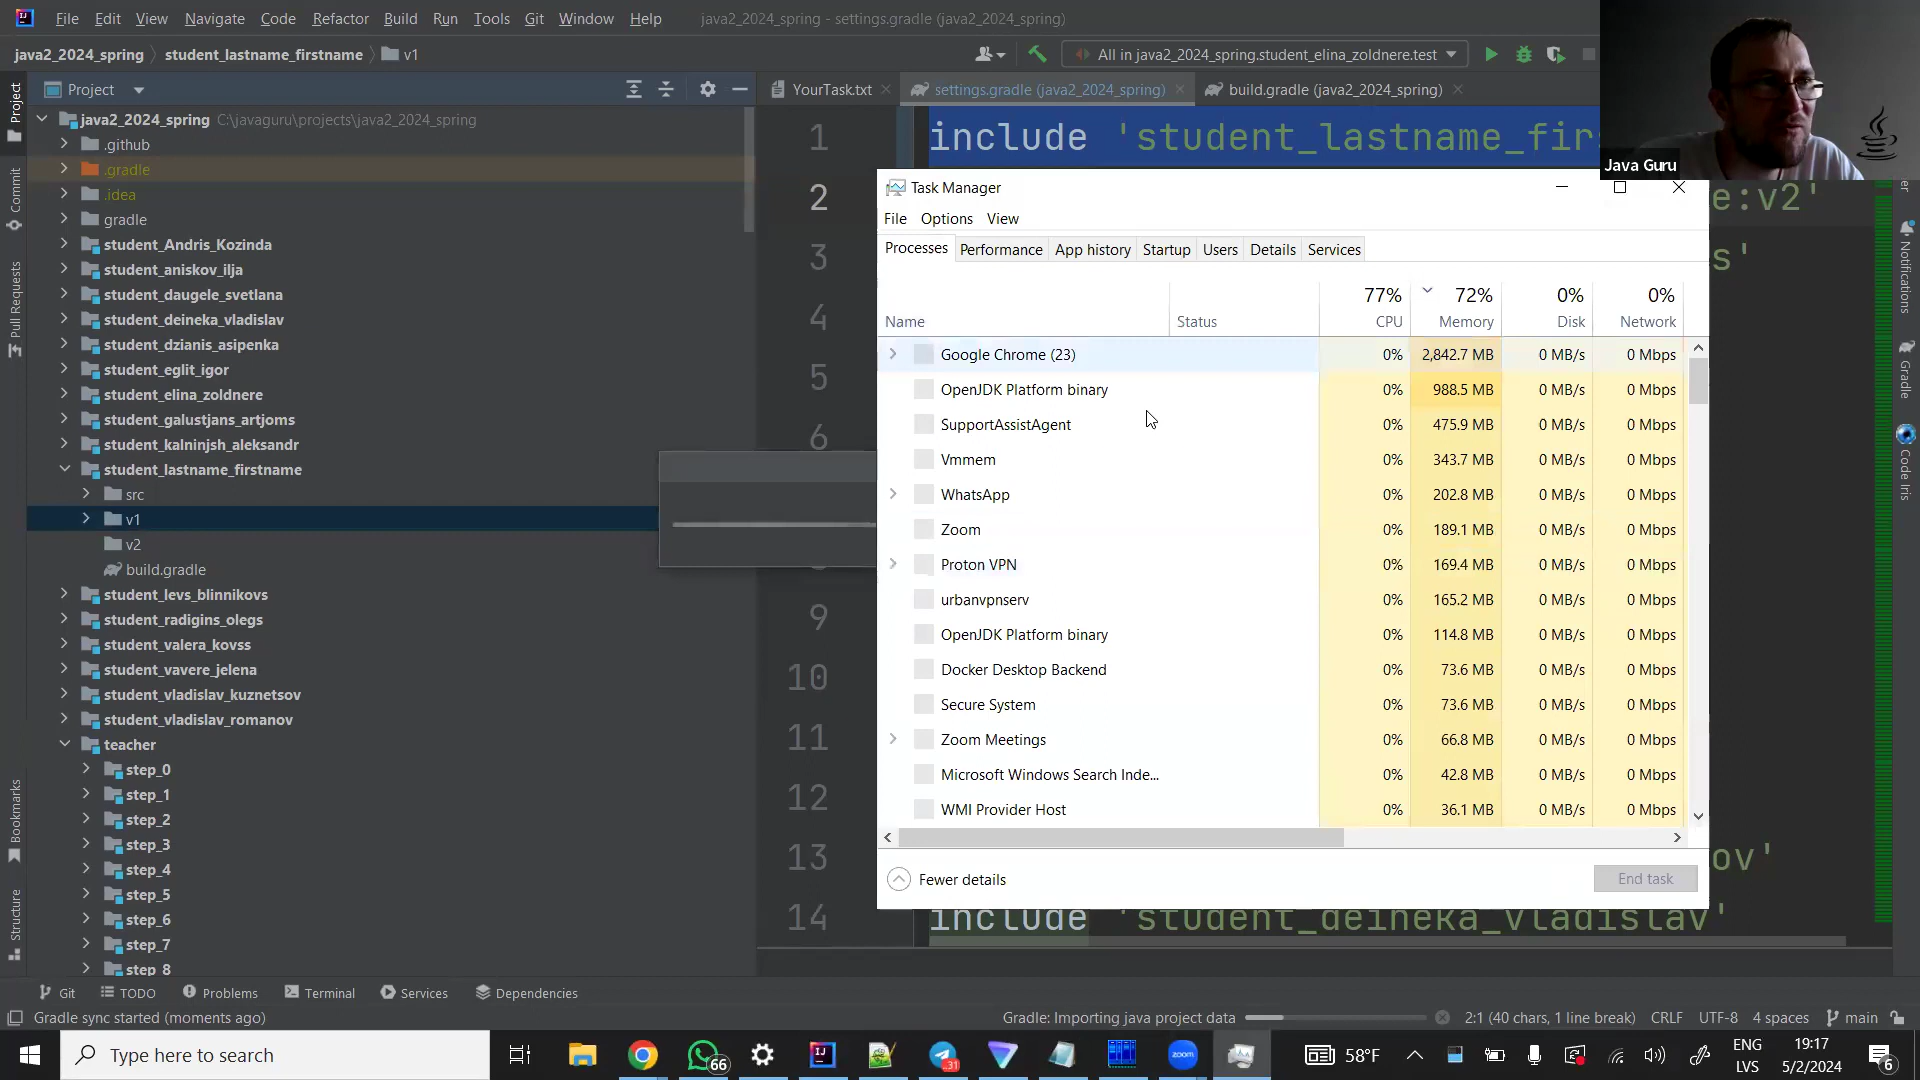 File Edit View Navigate Code Refactor Build Run Tools Git Window Help java2_2024_spring - settings.gradle (java2_2024_spring)
java2_2024_spring student_lastname_firstname v1
All in java2_2024_spring.student_elina_zoldnere.test
Project
YourTask.txt settings.gradle (java2_2024_spring) build.gradle (java2_2024_spring)
Project
Commit
Pull Requests
Bookmarks
Structure
java2_2024_spring C:\javaguru\projects\java2_2024_spring
.github
.gradle
.idea
gradle
student_Andris_Kozinda
student_aniskov_ilja
student_daugele_svetlana
student_deineka_vladislav
student_dzianis_asipenka
student_eglit_igor
student_elina_zoldnere
student_galustjans_artjoms
student_kalninjsh_aleksandr
student_lastname_firstname
src
v1
v2
build.gradle
student_levs_blinnikovs
student_radigins_olegs
student_valera_kovss
student_vavere_jelena
student_vladislav_kuznetsov
student_vladislav_romanov
teacher
step_0
step_1
step_2
step_3
step_4
step_5
step_6
step_7
step_8
1 include 'student_lastname_fir
2 e:v2'
3 s'
4
5
6
9
10
11
12
13 ov'
14 include 'student_deineka_vladislav'
Java Guru
Task Manager
File Options View
Processes Performance App history Startup Users Details Services
77% 72% 0% 0%
Name Status CPU Memory Disk Network
Google Chrome (23) 0% 2,842.7 MB 0 MB/s 0 Mbps
OpenJDK Platform binary 0% 988.5 MB 0 MB/s 0 Mbps
SupportAssistAgent 0% 475.9 MB 0 MB/s 0 Mbps
Vmmem 0% 343.7 MB 0 MB/s 0 Mbps
WhatsApp 0% 202.8 MB 0 MB/s 0 Mbps
Zoom 0% 189.1 MB 0 MB/s 0 Mbps
Proton VPN 0% 169.4 MB 0 MB/s 0 Mbps
urbanvpnserv 0% 165.2 MB 0 MB/s 0 Mbps
OpenJDK Platform binary 0% 114.8 MB 0 MB/s 0 Mbps
Docker Desktop Backend 0% 73.6 MB 0 MB/s 0 Mbps
Secure System 0% 73.6 MB 0 MB/s 0 Mbps
Zoom Meetings 0% 66.8 MB 0 MB/s 0 Mbps
Microsoft Windows Search Inde... 0% 42.8 MB 0 MB/s 0 Mbps
WMI Provider Host 0% 36.1 MB 0 MB/s 0 Mbps
Fewer details End task
Notifications
Gradle
Code Iris
Git TODO Problems Terminal Services Dependencies
Gradle sync started (moments ago) Gradle: Importing java project data 2:1 (40 chars, 1 line break) CRLF UTF-8 4 spaces main
Type here to search 66 31 zoom 58°F ENG 19:17
LVS 5/2/2024 6